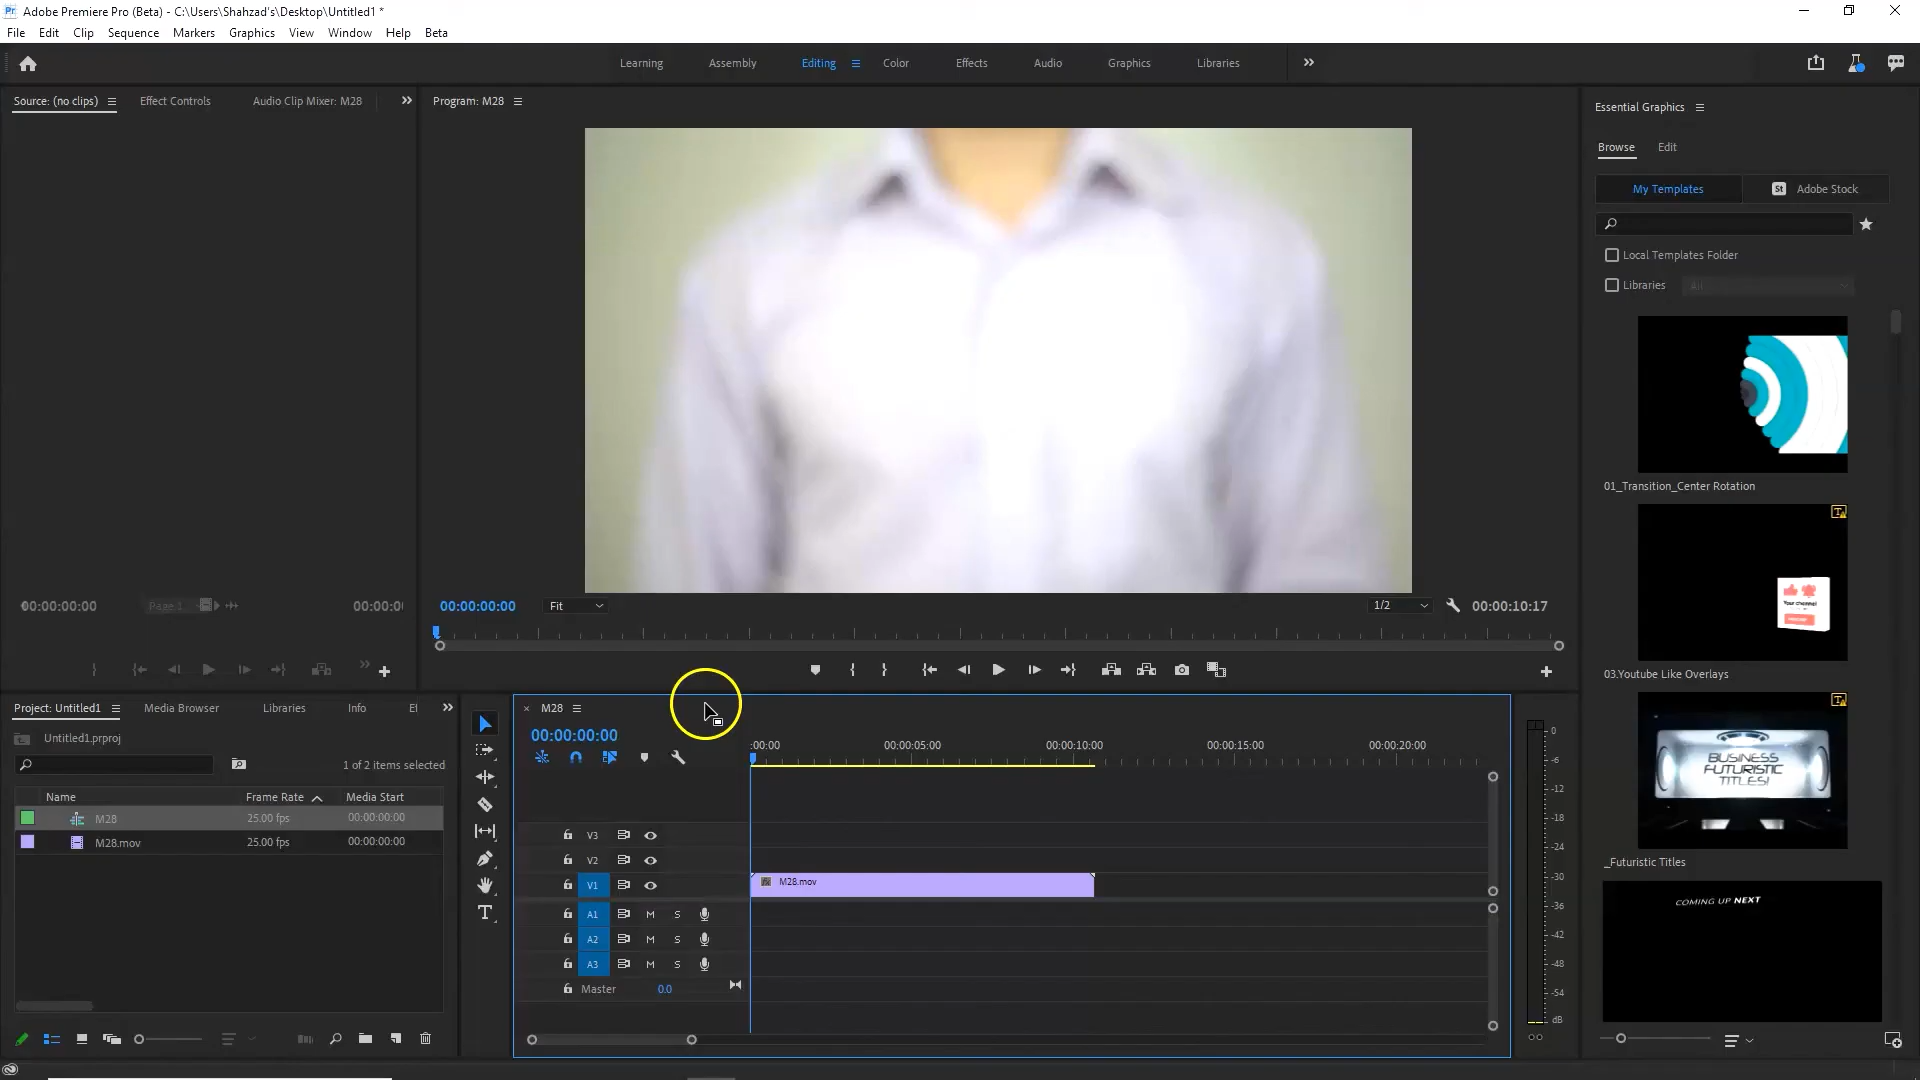 Adobe Premiere Pro (Beta) - C:\Users\Shahzad's\Desktop\Untitled1 *
File Edit Clip Sequence Markers Graphics View Window Help Beta
Learning Assembly Editing Color Effects Audio Graphics Libraries
Source: (no clips) Effect Controls Audio Clip Mixer: M28
Program: M28
Essential Graphics
Browse Edit
My Templates St Adobe Stock
Local Templates Folder
Libraries All
01_Transition_Center Rotation
Your channel
03.Youtube Like Overlays
BUSINESS
FUTURISTIC
TITLES!
_Futuristic Titles
COMING UP NEXT
00:00:00:00 Page 1 00:00:0
00:00:00:00 Fit 1/2 00:00:10:17
Project: Untitled1 Media Browser Libraries Info
Untitled1.prproj
1 of 2 items selected
Name Frame Rate Media Start
M28 25.00 fps 00:00:00:00
M28.mov 25.00 fps 00:00:00:00
× M28
00:00:00:00
:00:00 00:00:05:00 00:00:10:00 00:00:15:00 00:00:20:00
V3
V2
V1 M28.mov
A1 M S
A2 M S
A3 M S
Master 0.0
0
-6
-12
-18
-24
-30
-36
-42
-48
-54
dB